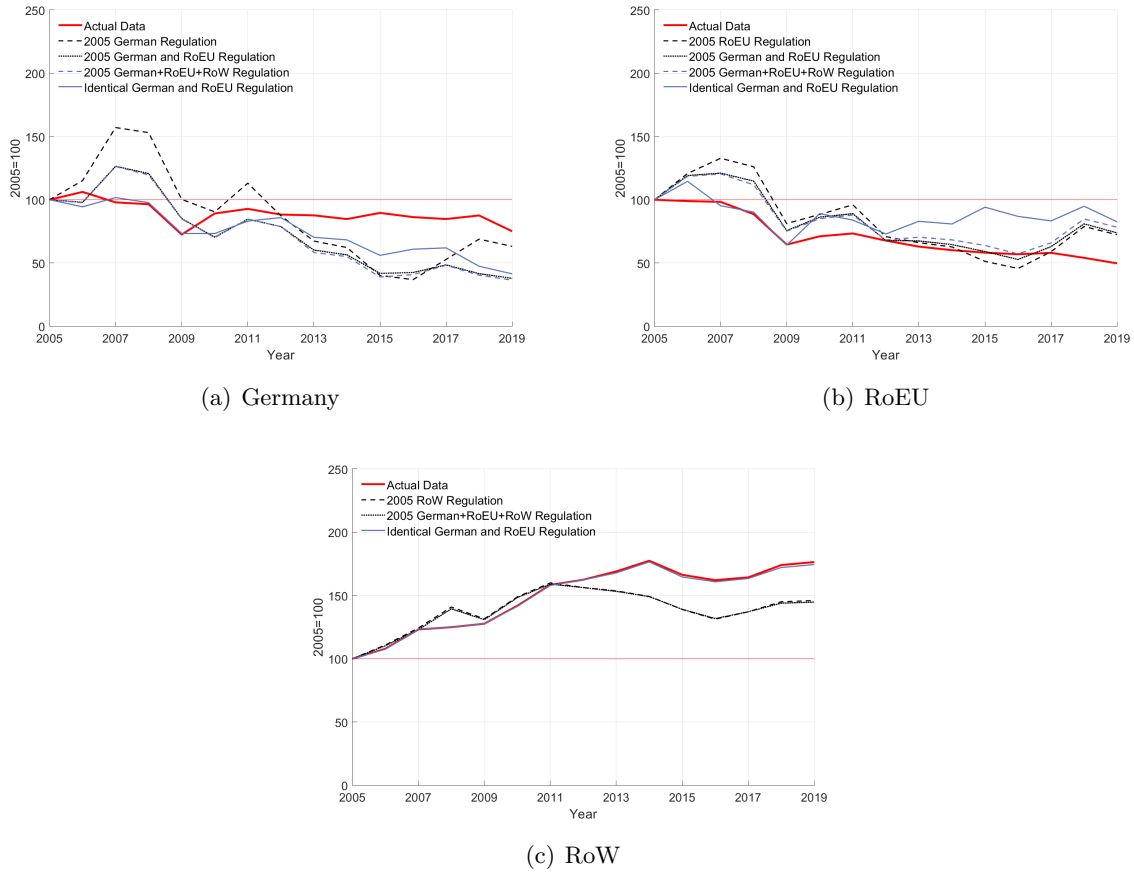 250
200
150
100
50
0
2005=100
Actual Data
2005 German Regulation
2005 German and RoEU Regulation
2005 German+RoEU+RoW Regulation
Identical German and RoEU Regulation
2005 2007 2009 2011 2013 2015 2017 2019
Year
(a) Germany
250
200
150
100
50
0
2005=100
Actual Data
2005 RoEU Regulation
2005 German and RoEU Regulation
2005 German+RoEU+RoW Regulation
Identical German and RoEU Regulation
2005 2007 2009 2011 2013 2015 2017 2019
Year
(b) RoEU
250
200
150
100
50
0
2005=100
Actual Data
2005 RoW Regulation
2005 German+RoEU+RoW Regulation
Identical German and RoEU Regulation
2005 2007 2009 2011 2013 2015 2017 2019
Year
(c) RoW